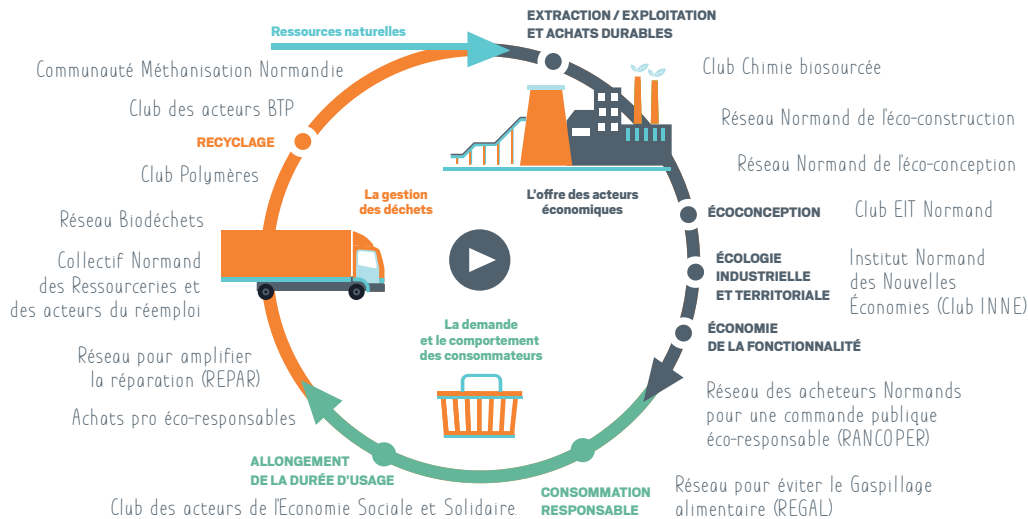 EXTRACTION / EXPLOITATION
ET ACHATS DURABLES
Ressources naturelles
Communauté Méthanisation Normandie
Club des acteurs BTP
RECYCLAGE
Club Polymères
Réseau Biodéchets
Collectif Normand
des Ressourceries et
des acteurs du réemploi
Réseau pour amplifier
la réparation (REPAR)
Achats pro éco-responsables
La gestion
des déchets
L'offre des acteurs
économiques
La demande
et le comportement
des consommateurs
Club Chimie biosourcée
Réseau Normand de l'éco-construction
Réseau Normand de l'éco-conception
ÉCOCONCEPTION
Club EIT Normand
ÉCOLOGIE
INDUSTRIELLE
ET TERRITORIALE
Institut Normand
des Nouvelles
Économies (Club INNE)
ÉCONOMIE
DE LA FONCTIONNALITÉ
Réseau des acheteurs Normands
pour une commande publique
éco-responsable (RANCOPER)
ALLONGEMENT
DE LA DURÉE D'USAGE
Club des acteurs de l'Economie Sociale et Solidaire
CONSOMMATION
RESPONSABLE
Réseau pour éviter le Gaspillage
alimentaire (REGAL)